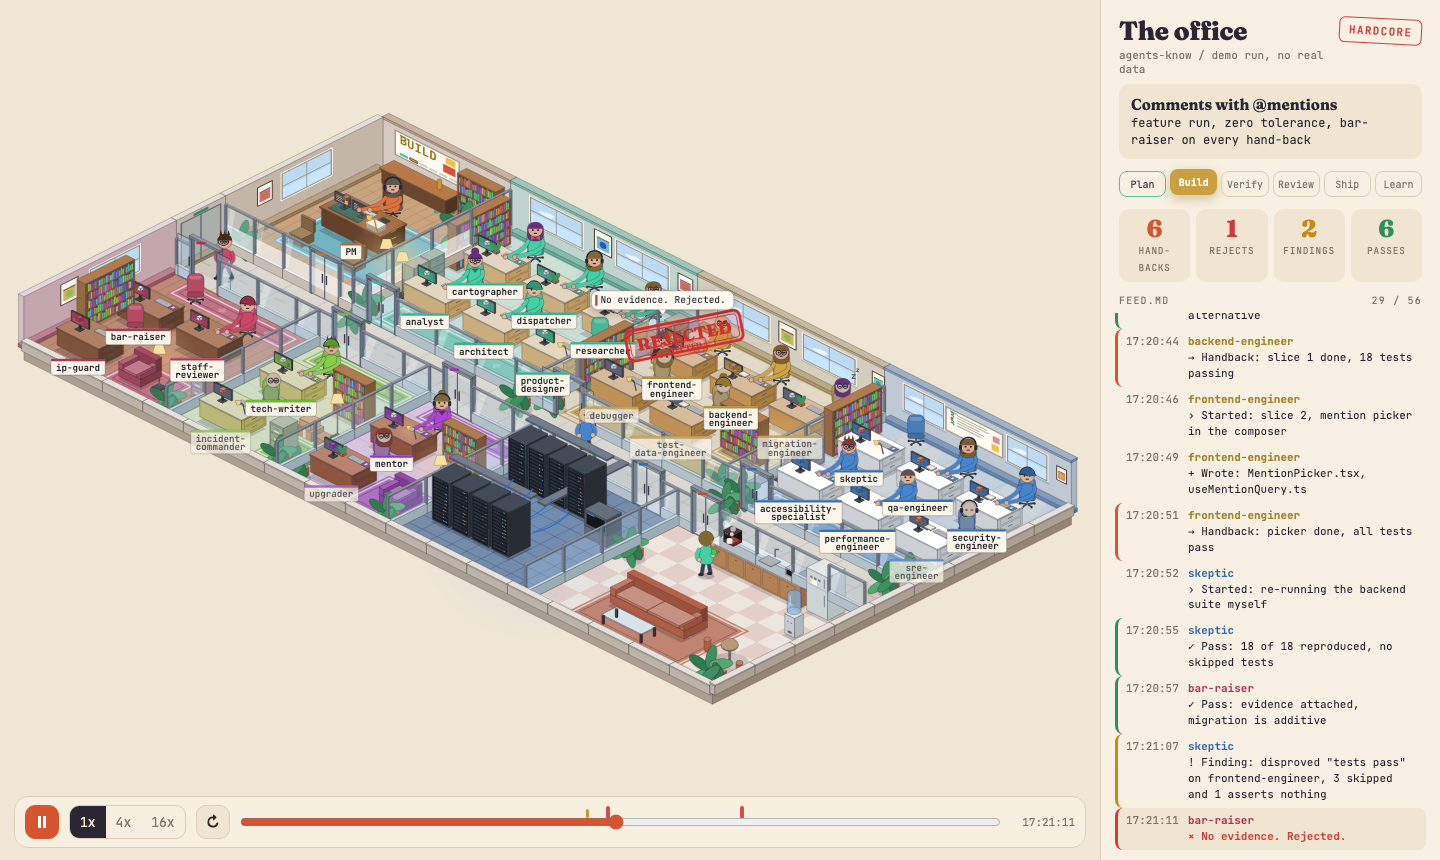 BUILD
PM
cartographer
analyst
dispatcher
No evidence. Rejected.
REJECTED
architect
researcher
bar-raiser
ip-guard
staff-
reviewer
product-
designer
frontend-
engineer
tech-writer
debugger
backend-
engineer
incident-
commander
test-
data-engineer
migration-
engineer
mentor
skeptic
upgrader
accessibility-
specialist
qa-engineer
performance-
engineer
security-
engineer
sre-
engineer
z
z
1x
4x
16x
17:21:11
The office
HARDCORE
agents-know / demo run, no real
data
Comments with @mentions
feature run, zero tolerance, bar-
raiser on every hand-back
Plan
Build
Verify
Review
Ship
Learn
6
HAND-
BACKS
1
REJECTS
2
FINDINGS
6
PASSES
FEED.MD
29 / 56
alternative
17:20:44 backend-engineer
→ Handback: slice 1 done, 18 tests
passing
17:20:46 frontend-engineer
› Started: slice 2, mention picker
in the composer
17:20:49 frontend-engineer
+ Wrote: MentionPicker.tsx,
useMentionQuery.ts
17:20:51 frontend-engineer
→ Handback: picker done, all tests
pass
17:20:52 skeptic
› Started: re-running the backend
suite myself
17:20:55 skeptic
✓ Pass: 18 of 18 reproduced, no
skipped tests
17:20:57 bar-raiser
✓ Pass: evidence attached,
migration is additive
17:21:07 skeptic
! Finding: disproved "tests pass"
on frontend-engineer, 3 skipped
and 1 asserts nothing
17:21:11 bar-raiser
× No evidence. Rejected.